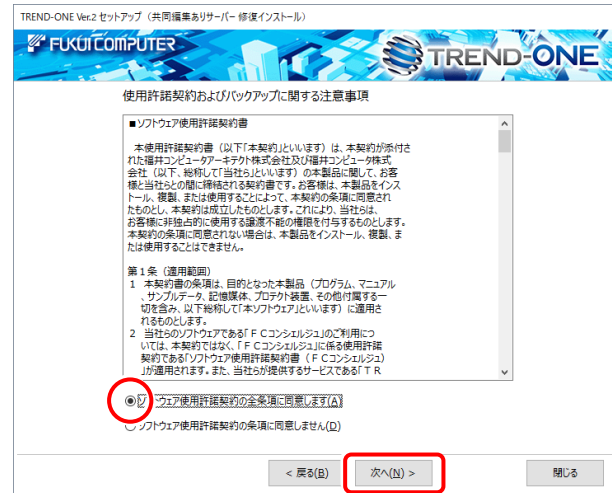 TREND-ONE Ver.2 セットアップ（共同編集ありサーバー 修復インストール）
FUKUI COMPUTER
TREND-ONE
使用許諾契約およびバックアップに関する注意事項
■ソフトウェア使用許諾契約書
本使用許諾契約書（以下「本契約」といいます）は、本契約が添付さ
れた福井コンピューターアーキテクト株式会社及び福井コンピュータ株式
会社（以下、総称して「当社ら」といいます）の本製品に関して、お客
様と当社らとの間に締結される契約書です。お客様は、本製品をインス
トール、複製、または使用することによって、本契約の条項に同意され
たものとし、本契約は成立したものとします。これにより、当社らは、
お客様に非独占的に使用する譲渡不能の権限を付与するものとします。
本契約の条項に同意されない場合は、本製品をインストール、複製、ま
たは使用することはできません。
第１条（適用範囲）
１ 本契約書の条項は、目的となった本製品（プログラム、マニュアル
、サンプルデータ、記憶媒体、プロテクト装置、その他付属する一
切を含み、以下総称して「本ソフトウェア」といいます）に適用さ
れるものとします。
２ 当社らのソフトウェアである「ＦＣコンシェルジュ」のご利用につ
いては、本契約ではなく、「ＦＣコンシェルジュ」に係る使用許諾
契約である「ソフトウェア使用許諾契約書（ＦＣコンシェルジュ）
」が適用されます。また、当社らが提供するサービスである「ＴＲ
ソフトウェア使用許諾契約の全条項に同意します(A)
ソフトウェア使用許諾契約の条項に同意しません(D)
< 戻る(B)
次へ(N) >
閉じる